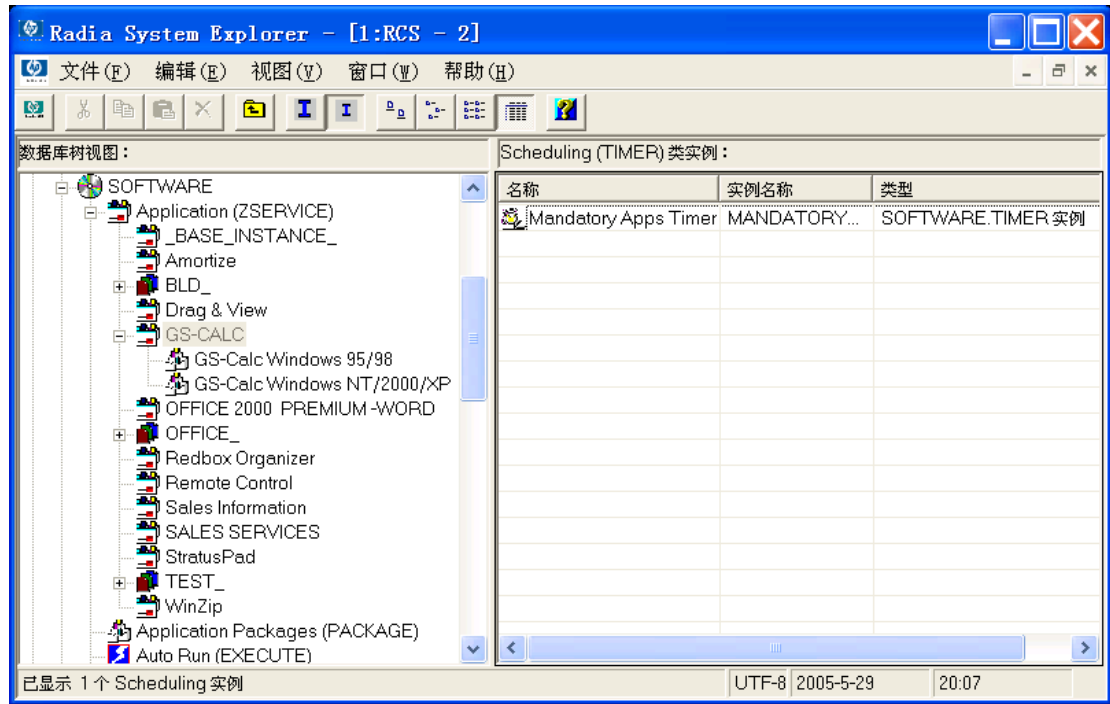 Radia System Explorer - [1:RCS - 2]
文件(F) 编辑(E) 视图(V) 窗口(W) 帮助(H)
数据库树视图：
SOFTWARE
Application (ZSERVICE)
_BASE_INSTANCE_
Amortize
BLD_
Drag & View
GS-CALC
GS-Calc Windows 95/98
GS-Calc Windows NT/2000/XP
OFFICE 2000 PREMIUM -WORD
OFFICE_
Redbox Organizer
Remote Control
Sales Information
SALES SERVICES
StratusPad
TEST_
WinZip
Application Packages (PACKAGE)
Auto Run (EXECUTE)
Scheduling (TIMER) 类实例：
名称 实例名称 类型
Mandatory Apps Timer MANDATORY... SOFTWARE.TIMER 实例
已显示 1 个 Scheduling 实例 UTF-8 2005-5-29 20:07